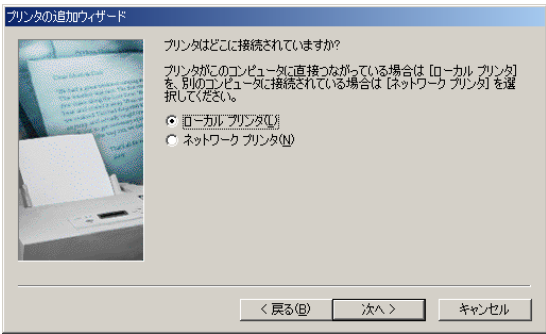 プリンタの追加ウィザード
プリンタはどこに接続されていますか?
プリンタがこのコンピュータに直接つながっている場合は [ローカル プリンタ]
を、別のコンピュータに接続されている場合は [ネットワーク プリンタ] を選
択してください。
ローカル プリンタ(L)
ネットワーク プリンタ(N)
< 戻る(B)
次へ >
キャンセル